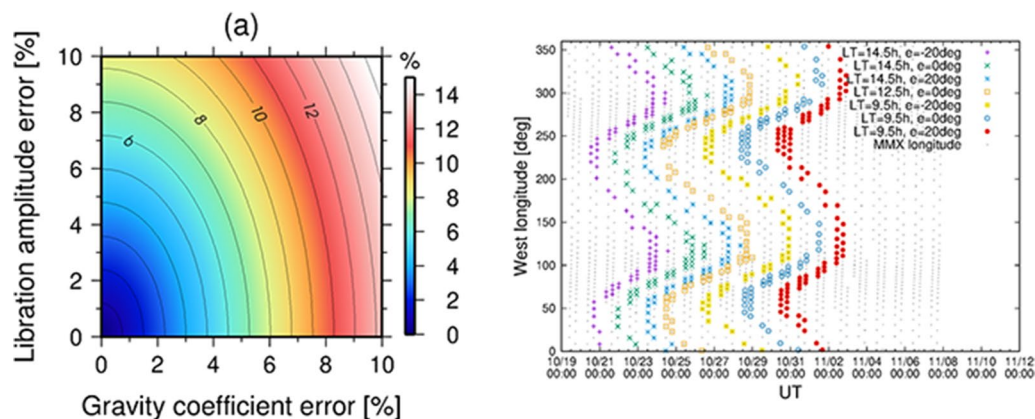 (a)
Libration amplitude error [%]
10
8
6
4
2
0
0 2 4 6 8 10
Gravity coefficient error [%]
6
8
10
12
%
14
12
10
8
6
4
2
0
West longitude [deg]
350
300
250
200
150
100
50
0
LT=14.5h, e=-20deg
LT=14.5h, e=0deg
LT=14.5h, e=20deg
LT=12.5h, e=0deg
LT=9.5h, e=-20deg
LT=9.5h, e=0deg
LT=9.5h, e=20deg
MMX longitude
10/19 10/21 10/23 10/25 10/27 10/29 10/31 11/02 11/04 11/06 11/08 11/10 11/12
00:00 00:00 00:00 00:00 00:00 00:00 00:00 00:00 00:00 00:00 00:00 00:00 00:00
UT